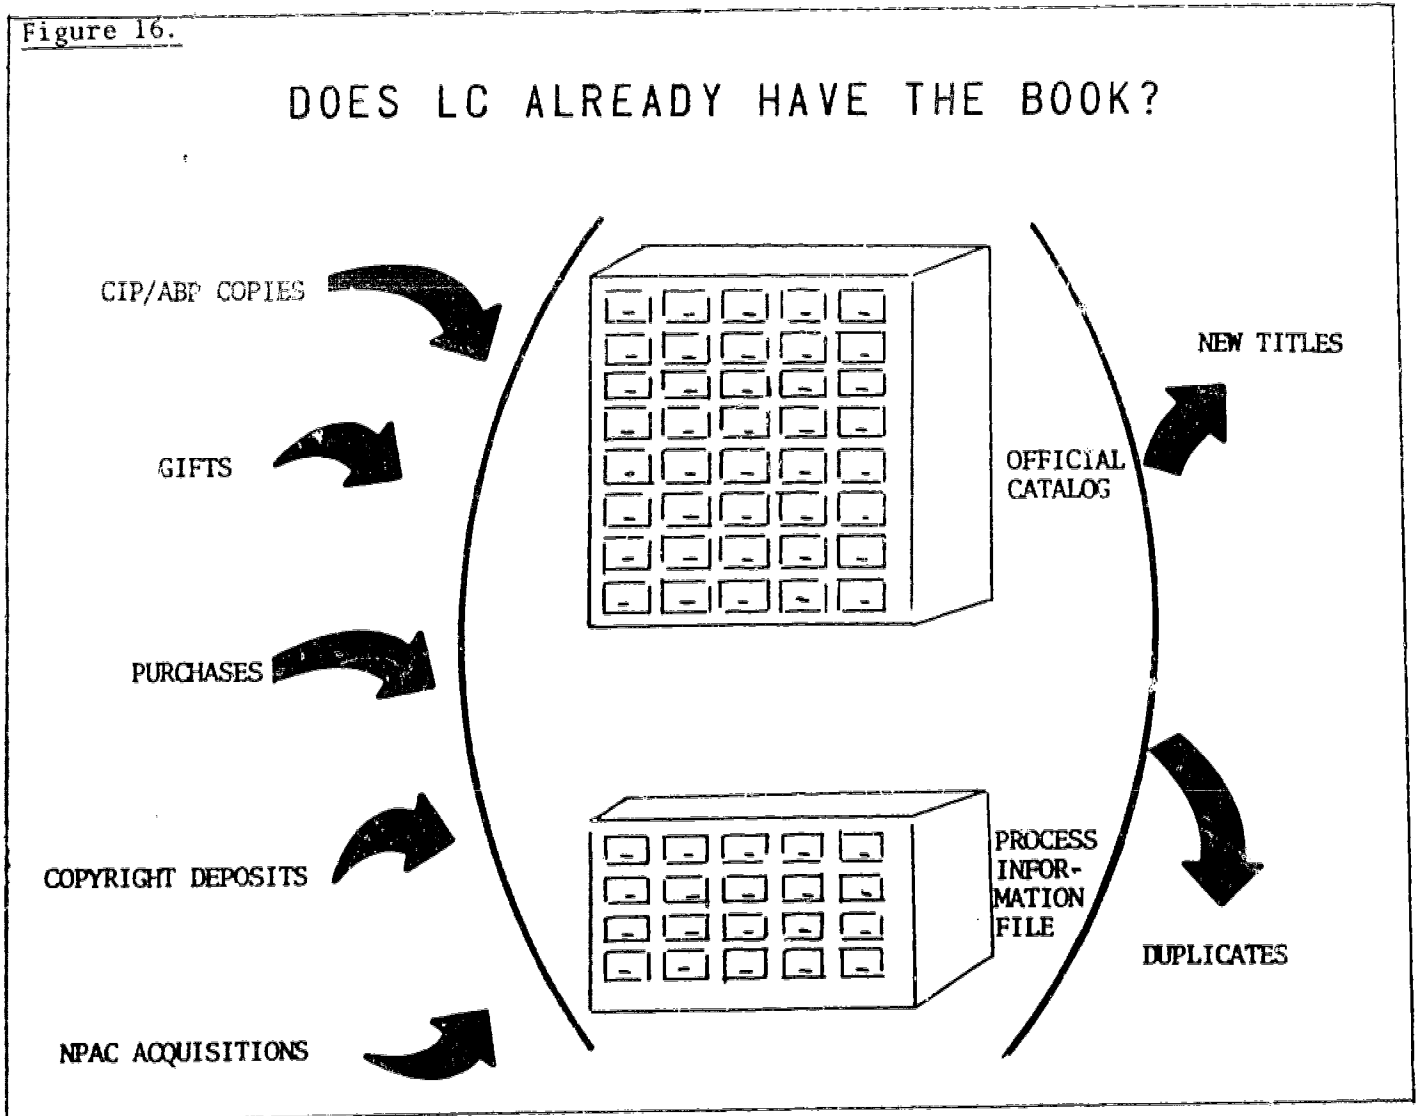 Figure 16.
DOES LC ALREADY HAVE THE BOOK?
CIP/ABP COPIES
GIFTS
PURCHASES
COPYRIGHT DEPOSITS
NPAC ACQUISITIONS
OFFICIAL
CATALOG
PROCESS
INFOR-
MATION
FILE
NEW TITLES
DUPLICATES